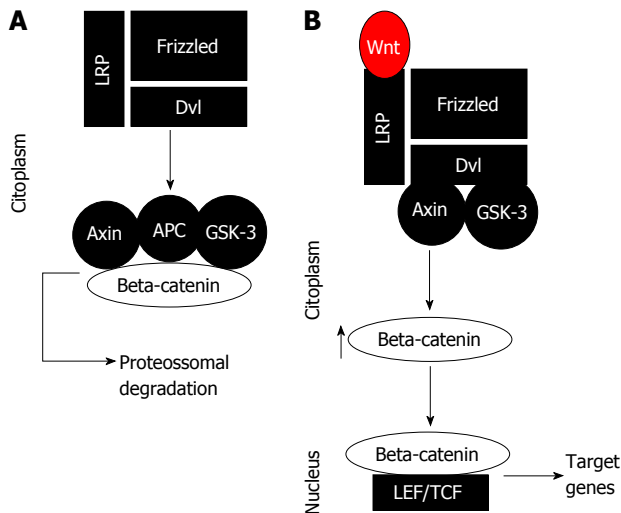 A
LRP
Frizzled
Dvl
Citoplasm
Axin
APC
GSK-3
Beta-catenin
Proteossomal
degradation
B
Wnt
LRP
Frizzled
Dvl
Axin
GSK-3
Citoplasm
Beta-catenin
Nucleus
Beta-catenin
LEF/TCF
Target
genes